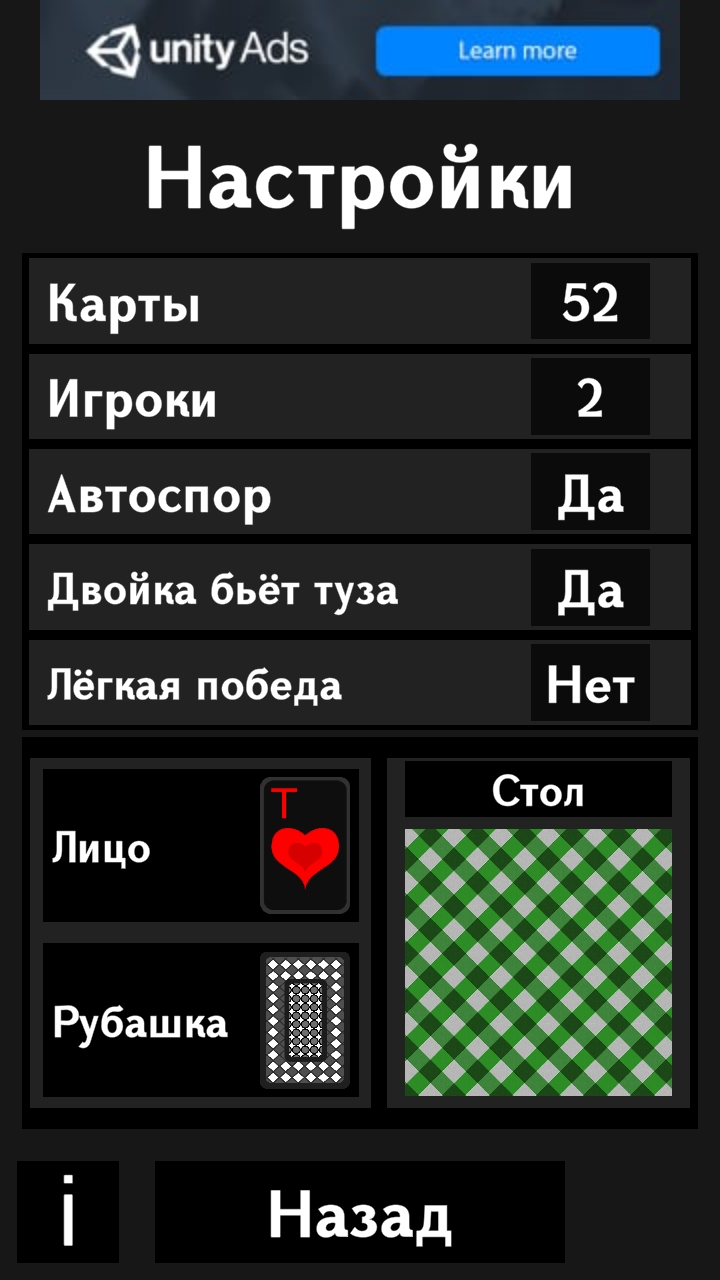 unity Ads
Learn more
Настройки
Карты 52
Игроки 2
Автоспор Да
Двойка бьёт туза Да
Лёгкая победа Нет
Лицо
Т
Рубашка
Стол
i
Назад